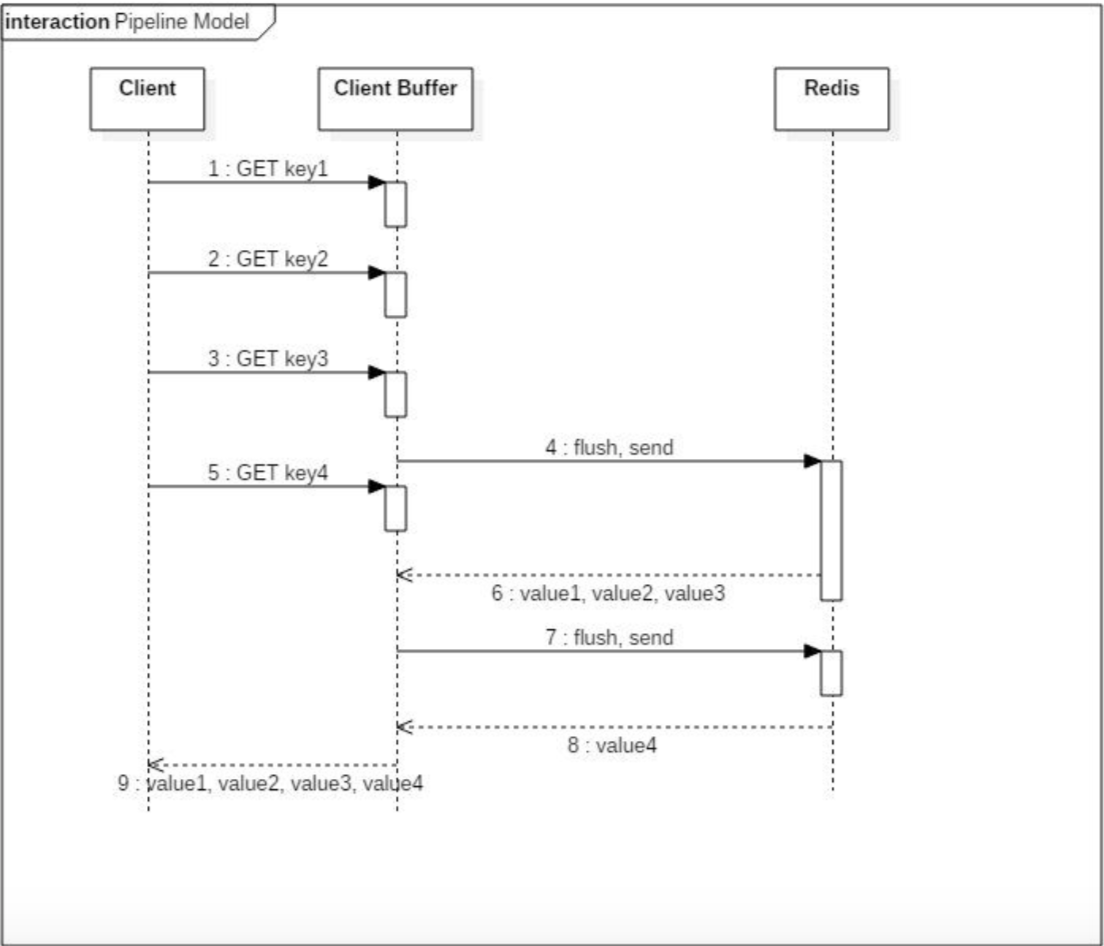 interaction Pipeline Model
Client
Client Buffer
Redis
1 : GET key1
2 : GET key2
3 : GET key3
4 : flush, send
5 : GET key4
6 : value1, value2, value3
7 : flush, send
8 : value4
9 : value1, value2, value3, value4